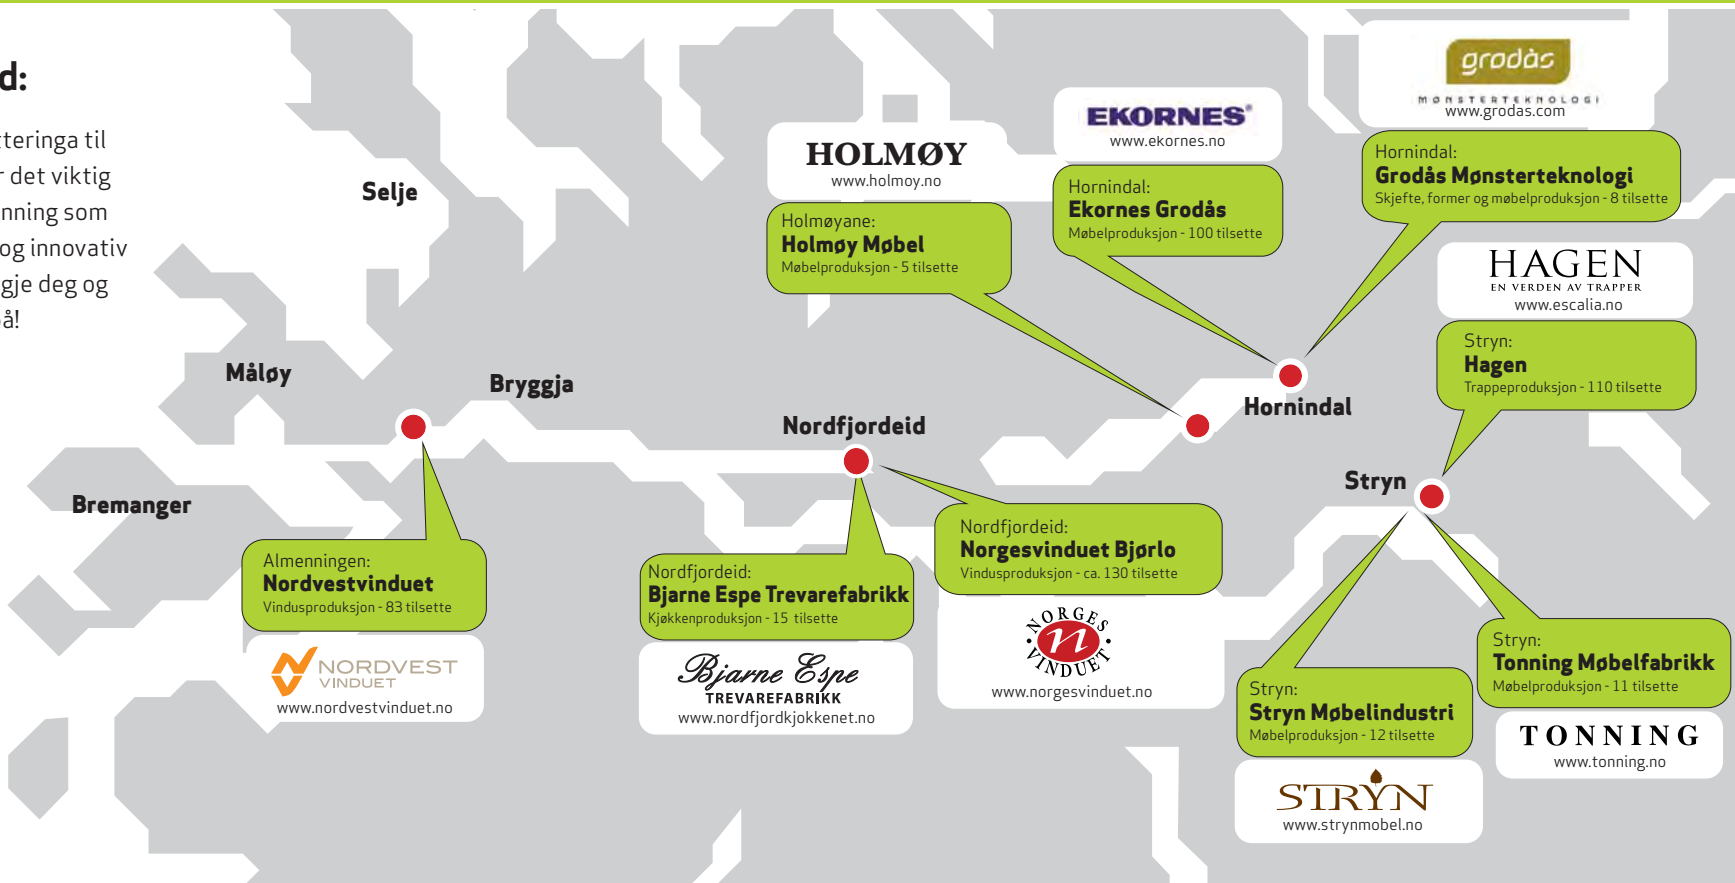 d:
tteringa til
r det viktig
nning som
og innovativ
gje deg og
på!
Selje
Måløy
Bryggja
Bremanger
Nordfjordeid
Hornindal
Stryn
HOLMØY
www.holmoy.no
Holmøyane:
Holmøy Møbel
Møbelproduksjon - 5 tilsette
EKORNES®
www.ekornes.no
Hornindal:
Ekornes Grodås
Møbelproduksjon - 100 tilsette
grodås
MØNSTERTEKNOLOGI
www.grodas.com
Hornindal:
Grodås Mønsterteknologi
Skjefte, former og møbelproduksjon - 8 tilsette
HAGEN
EN VERDEN AV TRAPPER
www.escalia.no
Stryn:
Hagen
Trappeproduksjon - 110 tilsette
Almenningen:
Nordvestvinduet
Vindusproduksjon - 83 tilsette
NORDVEST
VINDUET
www.nordvestvinduet.no
Nordfjordeid:
Bjarne Espe Trevarefabrikk
Kjøkkenproduksjon - 15 tilsette
Bjarne Espe
TREVAREFABRIKK
www.nordfjordkjokkenet.no
Nordfjordeid:
Norgesvinduet Bjørlo
Vindusproduksjon - ca. 130 tilsette
NORGES
n
VINDUET
www.norgesvinduet.no
Stryn:
Stryn Møbelindustri
Møbelproduksjon - 12 tilsette
STRYN
www.strynmobel.no
Stryn:
Tonning Møbelfabrikk
Møbelproduksjon - 11 tilsette
TONNING
www.tonning.no